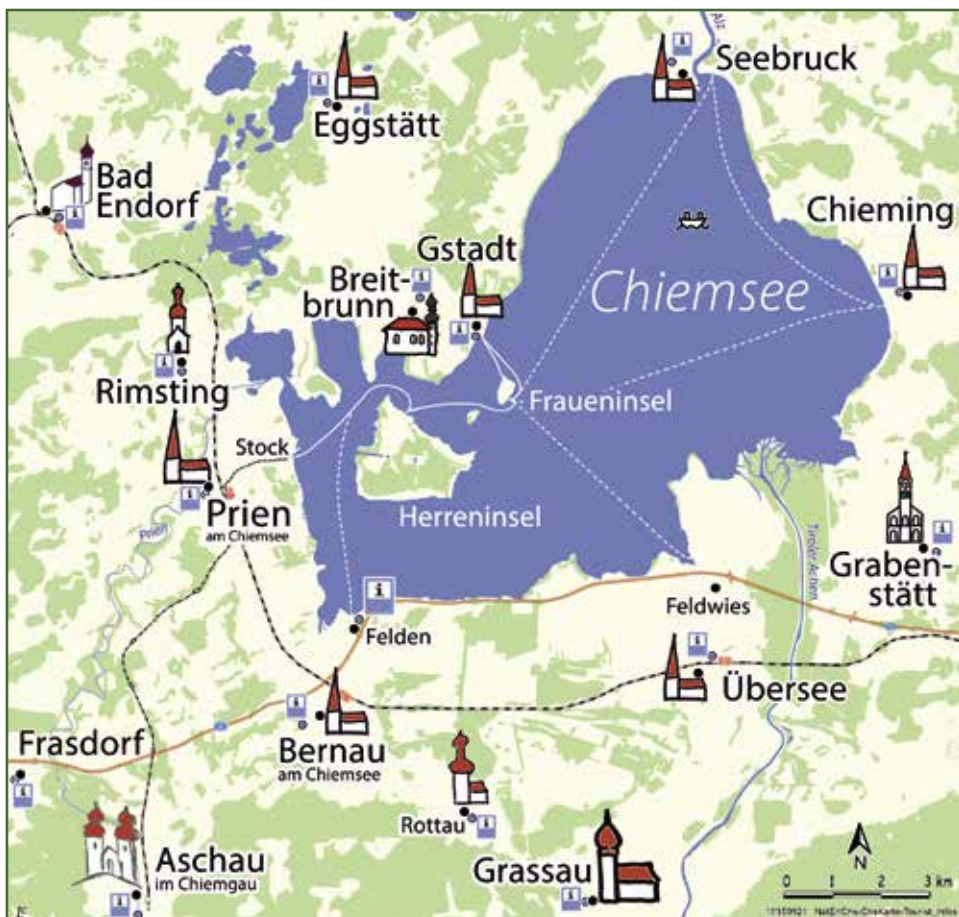 Alz
Seebruck
i
i
Eggstätt
Bad
Endorf
i
Chieming
i
Gstadt
i
Breit-
brunn
i
Chiemsee
i
Rimsting
Fraueninsel
Stock
i
Prien
am Chiemsee
Prien
Herreninsel
Tiroler Achen
i
Graben-
stätt
i
Felden
Feldwies
i
Übersee
i
Bernau
am Chiemsee
Frasdorf
i
Rottau
i
Aschau
im Chiemgau
i
Grassau
i
N
0 1 2 3 km